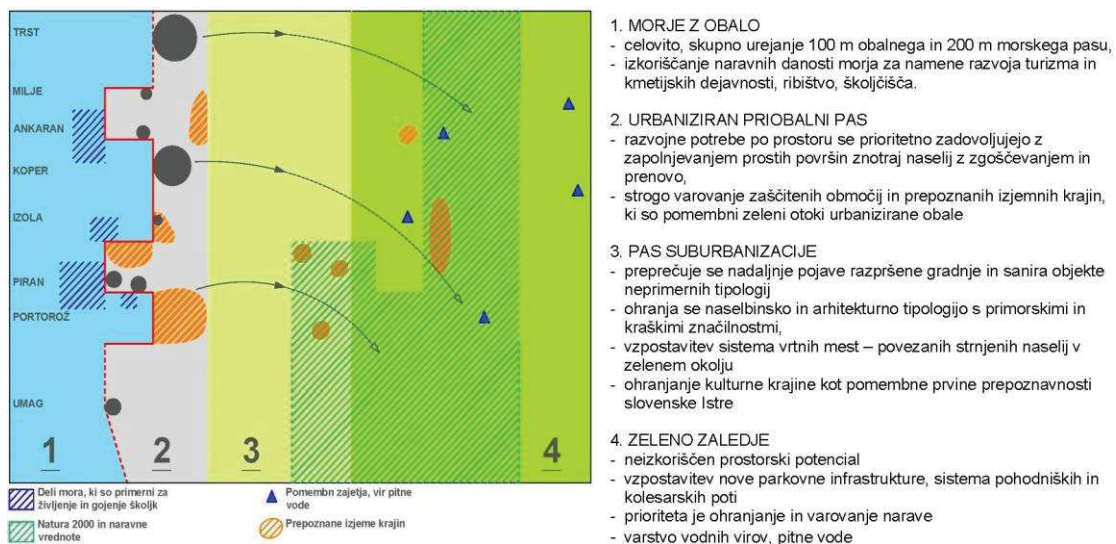 TRST
MILJE
ANKARAN
KOPER
IZOLA
PIRAN
PORTOROŽ
UMAG
1
2
3
4
Deli mora, ki so primerni za
življenje in gojenje školjk
Natura 2000 in naravne
vrednote
Pomembn zajetja, vir pitne
vode
Prepoznane izjeme krajin
1. MORJE Z OBALO
- celovito, skupno urejanje 100 m obalnega in 200 m morskega pasu,
- izkoriščanje naravnih danosti morja za namene razvoja turizma in
kmetijskih dejavnosti, ribištvo, školjčišča.
2. URBANIZIRAN PRIOBALNI PAS
- razvojne potrebe po prostoru se prioritetno zadovoljujejo z
zapolnjevanjem prostih površin znotraj naselij z zgoščevanjem in
prenovo,
- strogo varovanje zaščitenih območij in prepoznanih izjemnih krajin,
ki so pomembni zeleni otoki urbanizirane obale
3. PAS SUBURBANIZACIJE
- preprečuje se nadaljnje pojave razpršene gradnje in sanira objekte
neprimernih tipologij
- ohranja se naselbinsko in arhitekturno tipologijo s primorskimi in
kraškimi značilnostmi,
- vzpostavitev sistema vrtnih mest – povezanih strnjenih naselij v
zelenem okolju
- ohranjanje kulturne krajine kot pomembne prvine prepoznavnosti
slovenske Istre
4. ZELENO ZALEDJE
- neizkoriščen prostorski potencial
- vzpostavitev nove parkovne infrastrukture, sistema pohodniških in
kolesarskih poti
- prioriteta je ohranjanje in varovanje narave
- varstvo vodnih virov, pitne vode